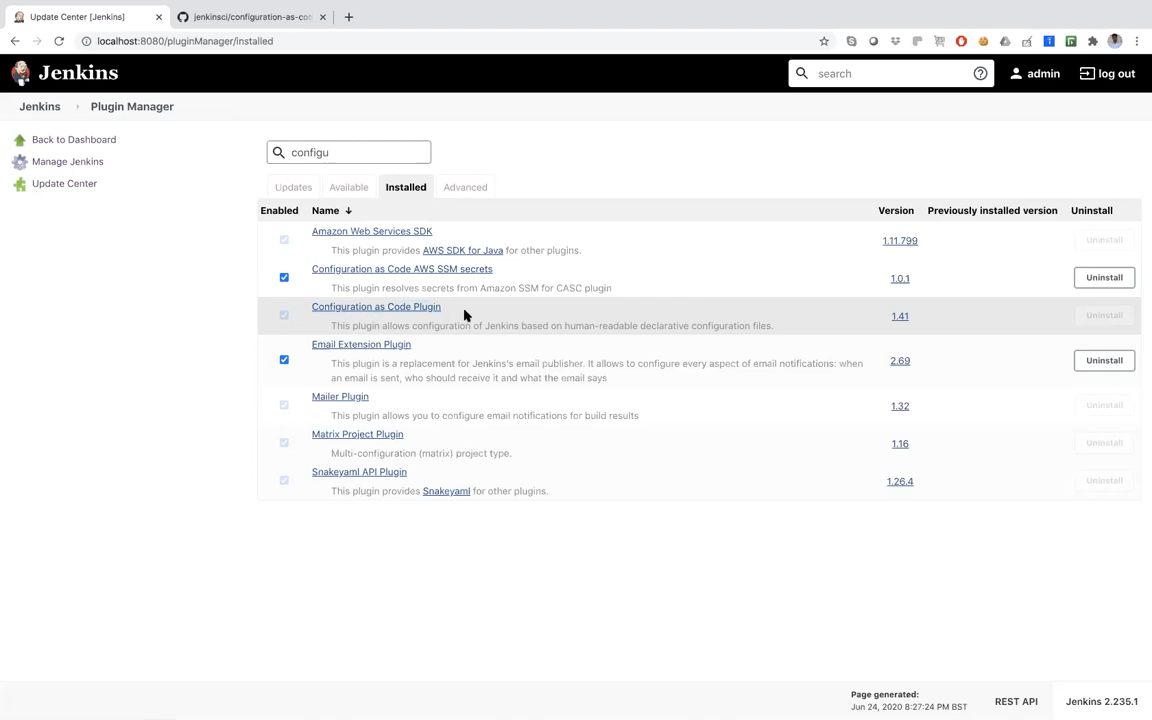 Update Center [Jenkins]
jenkinsci/configuration-as-co
localhost:8080/pluginManager/installed
Jenkins
search
admin
log out
Jenkins
Plugin Manager
Back to Dashboard
Manage Jenkins
Update Center
configu
Updates
Available
Installed
Advanced
Enabled
Name ↓
Version
Previously installed version
Uninstall
Amazon Web Services SDK
This plugin provides AWS SDK for Java for other plugins.
1.11.799
Uninstall
Configuration as Code AWS SSM secrets
This plugin resolves secrets from Amazon SSM for CASC plugin
1.0.1
Uninstall
Configuration as Code Plugin
This plugin allows configuration of Jenkins based on human-readable declarative configuration files.
1.41
Uninstall
Email Extension Plugin
This plugin is a replacement for Jenkins's email publisher. It allows to configure every aspect of email notifications: when
an email is sent, who should receive it and what the email says
2.69
Uninstall
Mailer Plugin
This plugin allows you to configure email notifications for build results
1.32
Uninstall
Matrix Project Plugin
Multi-configuration (matrix) project type.
1.16
Uninstall
Snakeyaml API Plugin
This plugin provides Snakeyaml for other plugins.
1.26.4
Uninstall
Page generated:
Jun 24, 2020 8:27:24 PM BST
REST API
Jenkins 2.235.1